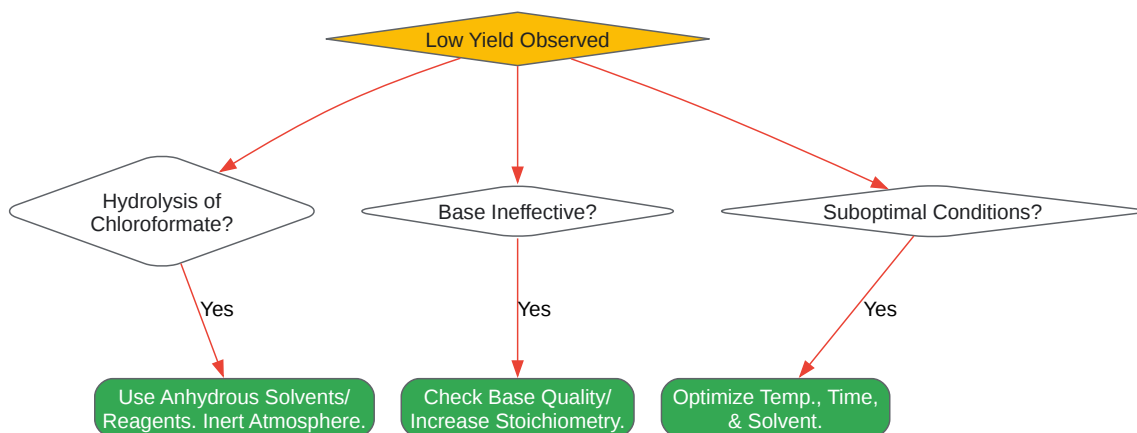 Low Yield Observed
Hydrolysis of
Chloroformate?
Base Ineffective?
Suboptimal Conditions?
Yes
Yes
Yes
Use Anhydrous Solvents/
Reagents. Inert Atmosphere.
Check Base Quality/
Increase Stoichiometry.
Optimize Temp., Time,
& Solvent.